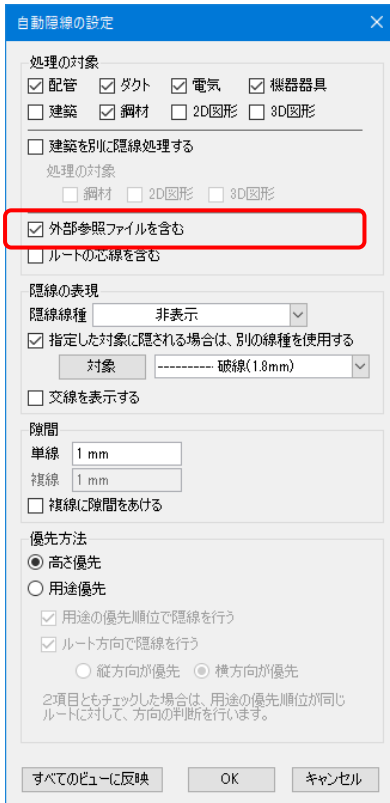 自動隠線の設定
処理の対象
配管 ダクト 電気 機器器具
建築 鋼材 2D図形 3D図形
建築を別に隠線処理する
処理の対象
鋼材 2D図形 3D図形
外部参照ファイルを含む
ルートの芯線を含む
隠線の表現
隠線線種 非表示
指定した対象に隠される場合は、別の線種を使用する
対象 ---------- 破線(1.8mm)
交線を表示する
隙間
単線 1 mm
複線 1 mm
複線に隙間をあける
優先方法
高さ優先
用途優先
用途の優先順位で隠線を行う
ルート方向で隠線を行う
縦方向が優先 横方向が優先
2項目ともチェックした場合は、用途の優先順位が同じ
ルートに対して、方向の判断を行います。
すべてのビューに反映 OK キャンセル